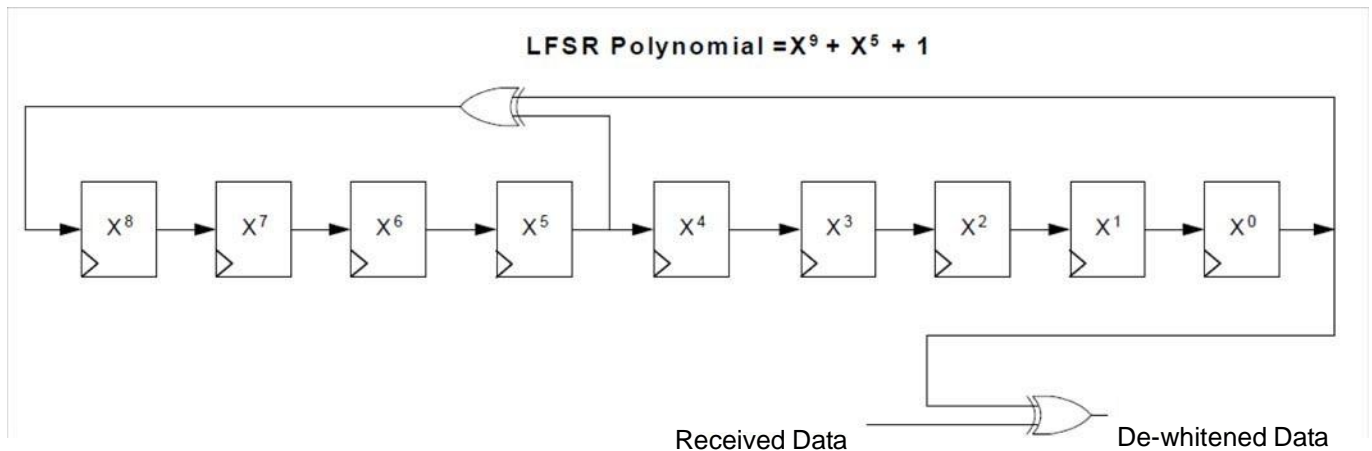 LFSR Polynomial =X⁹ + X⁵ + 1
X⁸ X⁷ X⁶ X⁵ X⁴ X³ X² X¹ X⁰
Received Data De-whitened Data